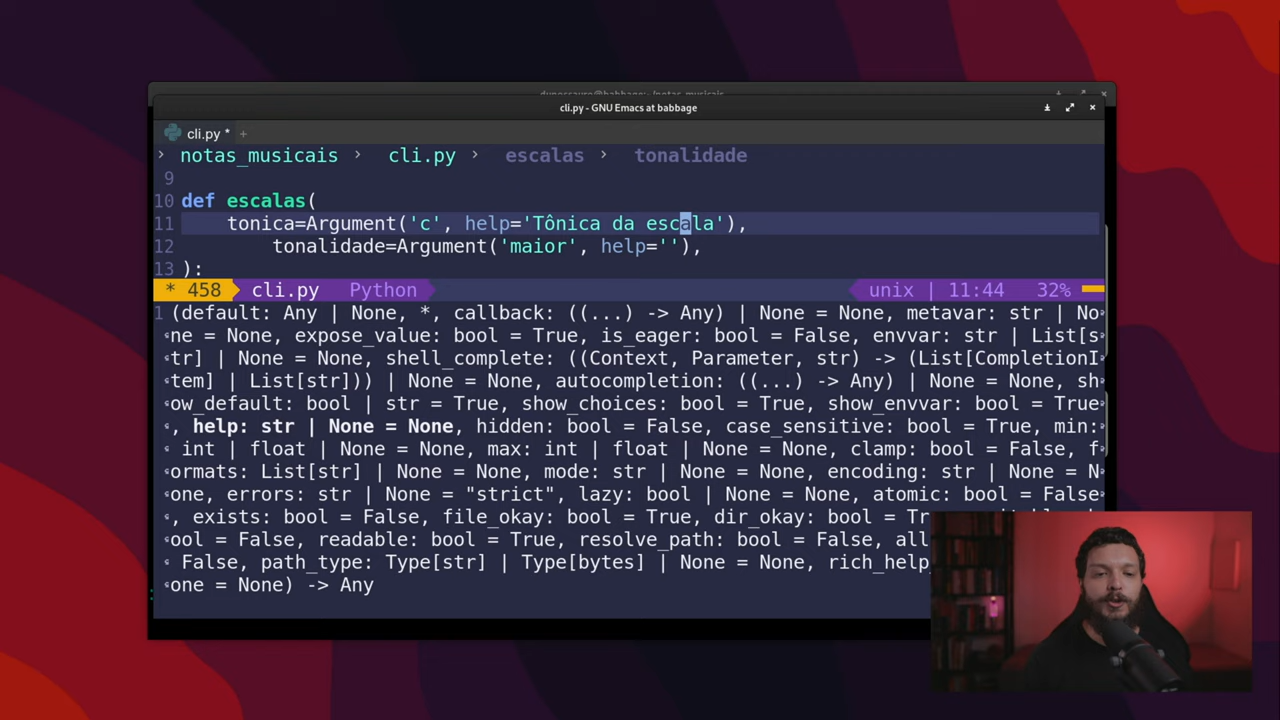 cli.py - GNU Emacs at babbage
cli.py * +
› notas_musicais › cli.py › escalas › tonalidade
9
10 def escalas(
11 tonica=Argument('c', help='Tônica da escala'),
12 tonalidade=Argument('maior', help=''),
13 ):
* 458 cli.py Python unix | 11:44 32%
1 (default: Any | None, *, callback: ((...) -> Any) | None = None, metavar: str | No
ne = None, expose_value: bool = True, is_eager: bool = False, envvar: str | List[s
tr] | None = None, shell_complete: ((Context, Parameter, str) -> (List[CompletionI
tem] | List[str])) | None = None, autocompletion: ((...) -> Any) | None = None, sh
ow_default: bool | str = True, show_choices: bool = True, show_envvar: bool = True
, help: str | None = None, hidden: bool = False, case_sensitive: bool = True, min:
int | float | None = None, max: int | float | None = None, clamp: bool = False, f
ormats: List[str] | None = None, mode: str | None = None, encoding: str | None = N
one, errors: str | None = "strict", lazy: bool | None = None, atomic: bool = False
, exists: bool = False, file_okay: bool = True, dir_okay: bool =
ool = False, readable: bool = True, resolve_path: bool = False, all
False, path_type: Type[str] | Type[bytes] | None = None, rich_help_
one = None) -> Any